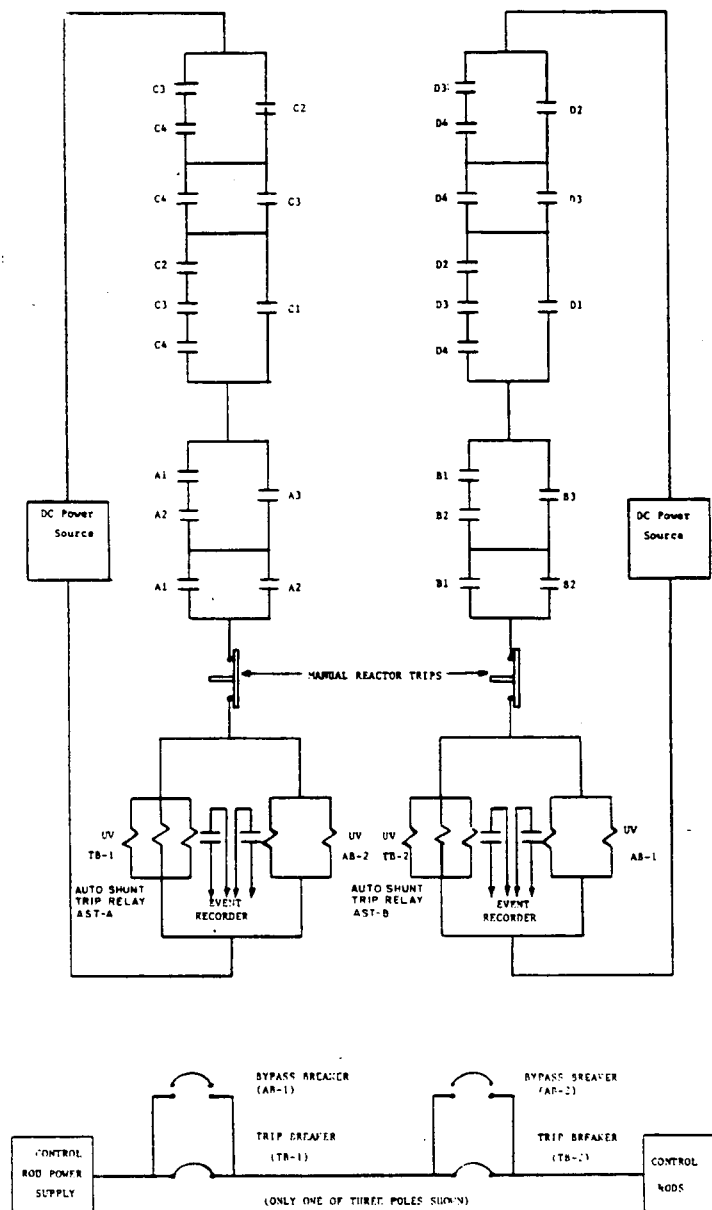 C3
C2
D3
D2
C4
D4
C4
C3
D4
D3
C2
D2
C3
C1
D3
D1
C4
D4
A1
B1
A3
B3
DC Power
Source
A2
B2
DC Power
Source
A1
A2
B1
B2
MANUAL REACTOR TRIPS
UV
TB-1
UV
AB-2
UV
TB-2
UV
AB-1
AUTO SHUNT
TRIP RELAY
AST-A
EVENT
RECORDER
AUTO SHUNT
TRIP RELAY
AST-B
EVENT
RECORDER
BYPASS BREAKER
(AB-1)
BYPASS BREAKER
(AB-2)
CONTROL
ROD POWER
SUPPLY
TRIP BREAKER
(TB-1)
TRIP BREAKER
(TB-2)
CONTROL
RODS
(ONLY ONE OF THREE POLES SHOWN)